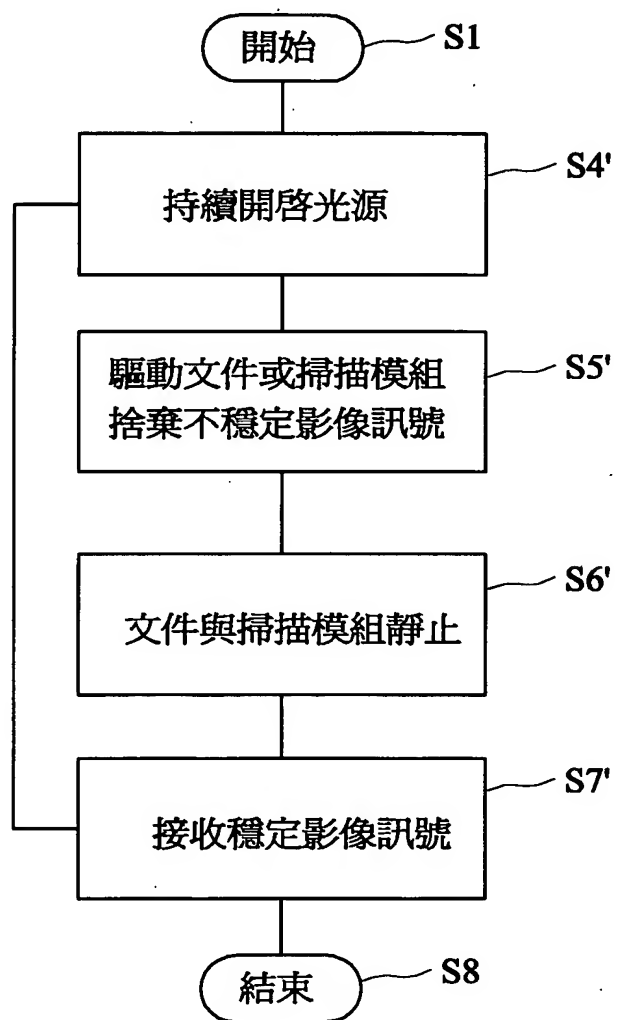 開始
S1
持續開啓光源
S4'
驅動文件或掃描模組
捨棄不穩定影像訊號
S5'
文件與掃描模組靜止
S6'
接收穩定影像訊號
S7'
結束
S8